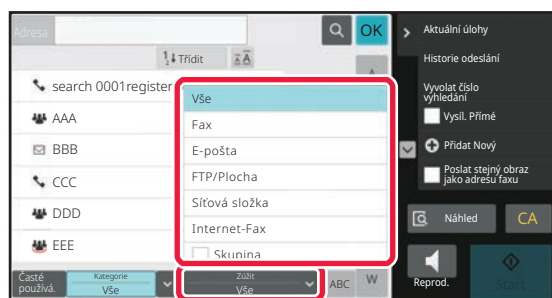 Adresa
OK
Třídit
search 0001register
AAA
BBB
CCC
DDD
EEE
Vše
Fax
E-pošta
FTP/Plocha
Síťová složka
Internet-Fax
Skupina
Časté
používá.
Kategorie
Vše
Zúžit
Vše
ABC
W
Aktuální úlohy
Historie odeslání
Vyvolat číslo
vyhledání
Vysíl. Přímé
Přidat Nový
Poslat stejný obraz
jako adresu faxu
Náhled
CA
Reprod.
Start